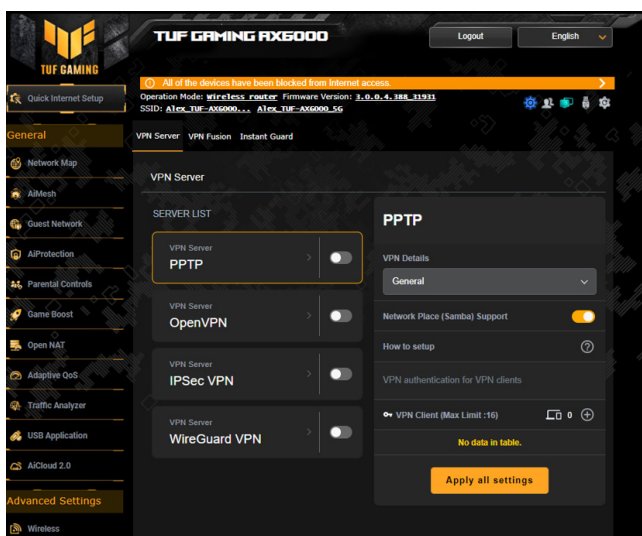 TUF GAMING
TUF GAMING AX6000
Logout
English
All of the devices have been blocked from Internet access.
Quick Internet Setup
Operation Mode: Wireless router Firmware Version: 3.0.0.4.388_31931
SSID: Alex_TUF-AX6000... Alex_TUF-AX6000_5G
General
VPN Server VPN Fusion Instant Guard
Network Map
AiMesh
Guest Network
AiProtection
Parental Controls
Game Boost
Open NAT
Adaptive QoS
Traffic Analyzer
USB Application
AiCloud 2.0
Advanced Settings
Wireless
VPN Server
SERVER LIST
VPN Server
PPTP
VPN Server
OpenVPN
VPN Server
IPSec VPN
VPN Server
WireGuard VPN
PPTP
VPN Details
General
Network Place (Samba) Support
How to setup
VPN authentication for VPN clients
VPN Client (Max Limit :16) 0
No data in table.
Apply all settings